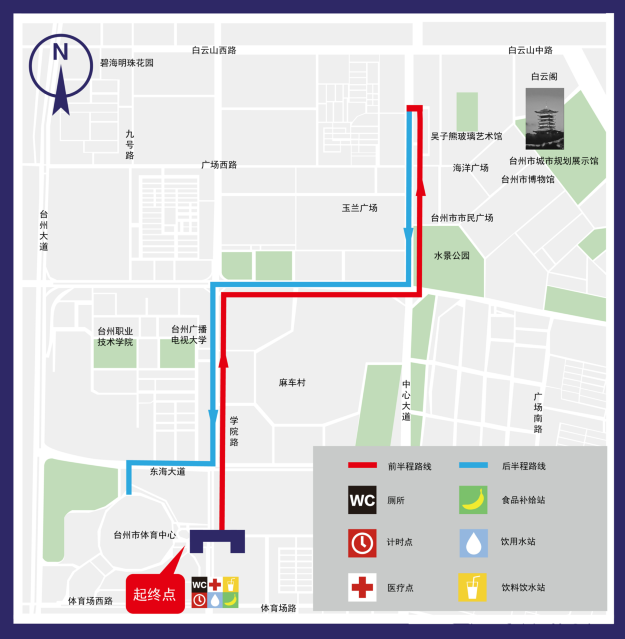 N
白云山西路
白云山中路
碧海明珠花园
白云阁
九号路
吴子熊玻璃艺术馆
广场西路
海洋广场
台州市城市规划展示馆
台州市博物馆
玉兰广场
台州市市民广场
台州大道
水景公园
台州职业
技术学院
台州广播
电视大学
麻车村
中心大道
广场南路
学院路
东海大道
前半程路线
后半程路线
WC
厕所
食品补给站
台州市体育中心
计时点
饮用水站
WC
起终点
医疗点
饮料饮水站
体育场西路
体育场路